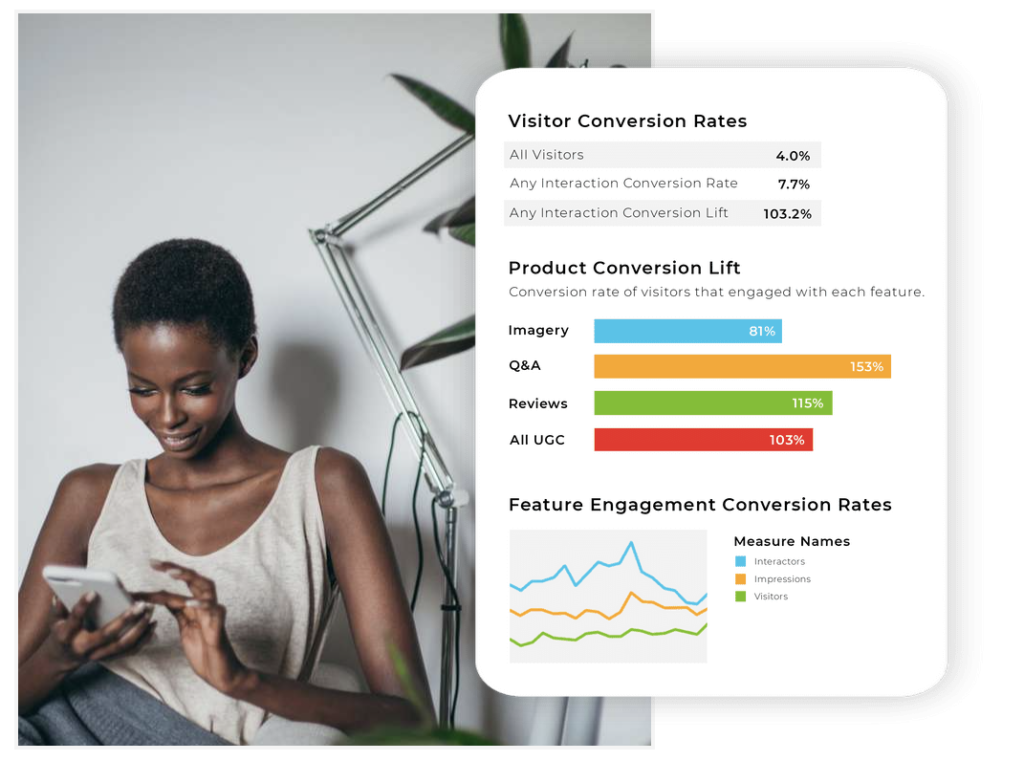 Visitor Conversion Rates
All Visitors 4.0%
Any Interaction Conversion Rate 7.7%
Any Interaction Conversion Lift 103.2%
Product Conversion Lift
Conversion rate of visitors that engaged with each feature.
Imagery 81%
Q&A 153%
Reviews 115%
All UGC 103%
Feature Engagement Conversion Rates
Measure Names
Interactors
Impressions
Visitors